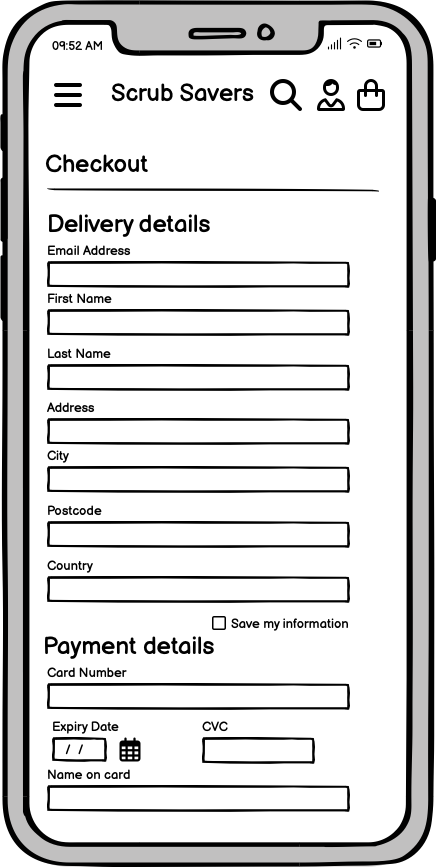 09:52 AM
Scrub Savers
Checkout
Delivery details
Email Address
First Name
Last Name
Address
City
Postcode
Country
Save my information
Payment details
Card Number
Expiry Date CVC
/ /
Name on card